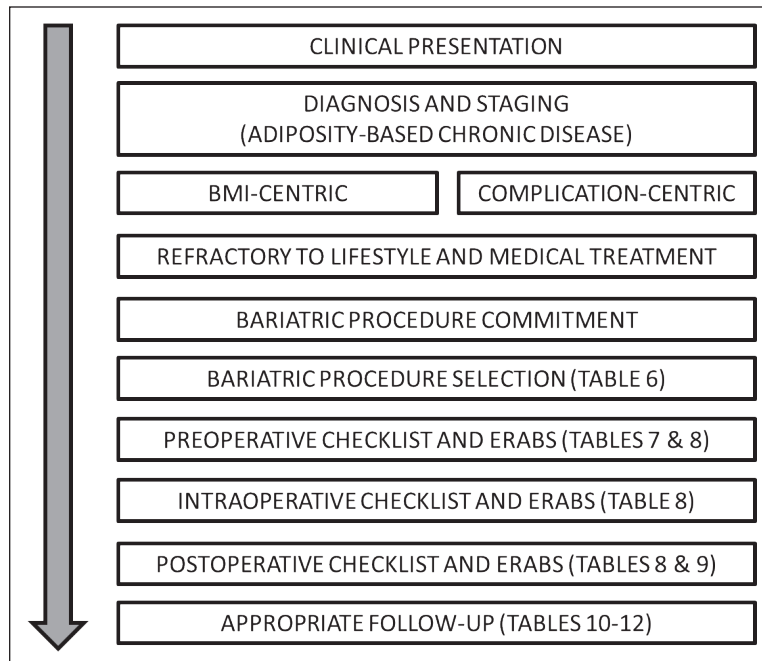 CLINICAL PRESENTATION
DIAGNOSIS AND STAGING
(ADIPOSITY-BASED CHRONIC DISEASE)
BMI-CENTRIC
COMPLICATION-CENTRIC
REFRACTORY TO LIFESTYLE AND MEDICAL TREATMENT
BARIATRIC PROCEDURE COMMITMENT
BARIATRIC PROCEDURE SELECTION (TABLE 6)
PREOPERATIVE CHECKLIST AND ERABS (TABLES 7 & 8)
INTRAOPERATIVE CHECKLIST AND ERABS (TABLE 8)
POSTOPERATIVE CHECKLIST AND ERABS (TABLES 8 & 9)
APPROPRIATE FOLLOW-UP (TABLES 10-12)